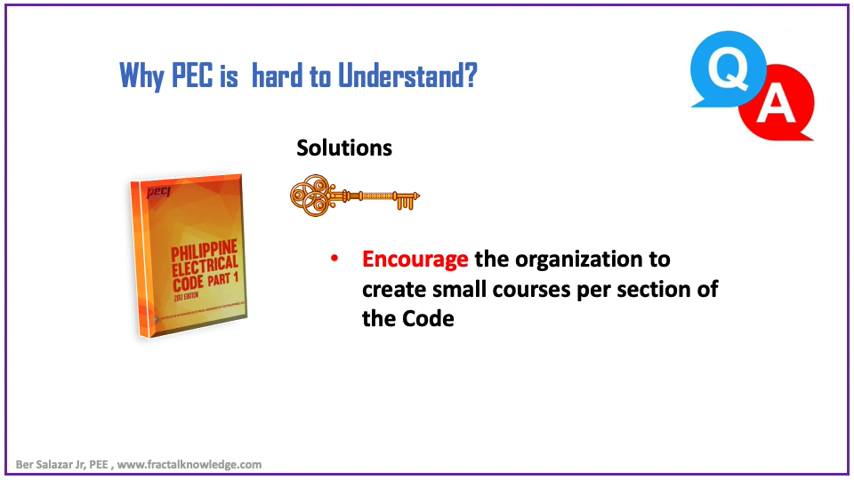 Why PEC is hard to Understand?
Q
A
Solutions
pec1
PHILIPPINE
ELECTRICAL
CODE PART 1
2017 EDITION
• Encourage the organization to
create small courses per section of
the Code
Ber Salazar Jr, PEE , www.fractalknowledge.com